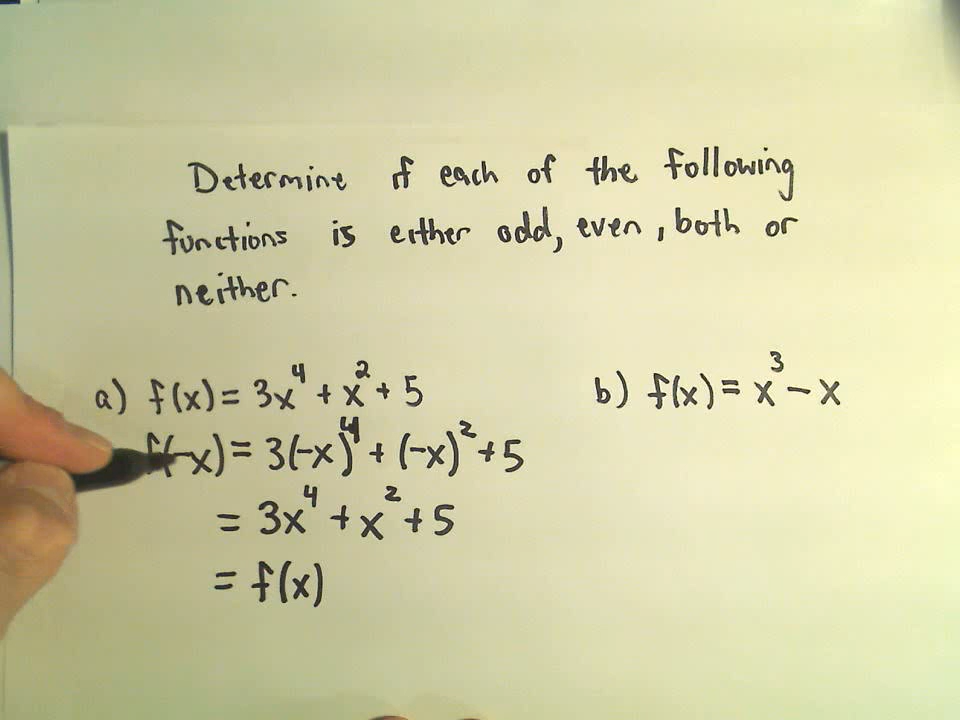 Determine if each of the following
functions is either odd, even, both or
neither.
a) f(x) = 3x⁴ + x² + 5
f(-x) = 3(-x)⁴ + (-x)² + 5
= 3x⁴ + x² + 5
= f(x)
b) f(x) = x³ - x